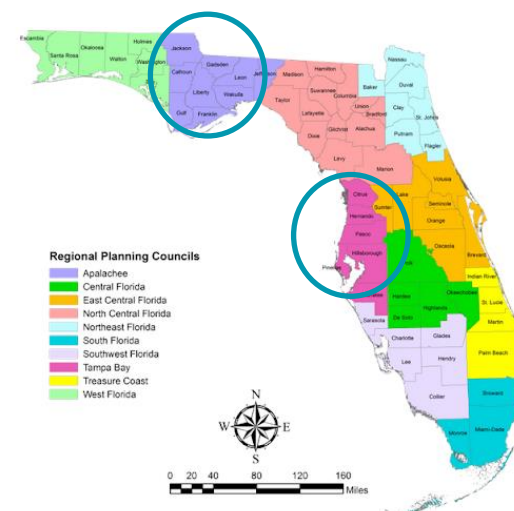 Escambia
Santa Rosa
Okaloosa
Walton
Holmes
Washington
Jackson
Calhoun
Gulf
Liberty
Gadsden
Franklin
Leon
Wakulla
Jefferson
Madison
Taylor
Hamilton
Suwannee
Lafayette
Dixie
Columbia
Gilchrist
Levy
Union
Bradford
Alachua
Marion
Baker
Nassau
Duval
Clay
St. Johns
Putnam
Flagler
Volusia
Lake
Sumter
Seminole
Orange
Osceola
Brevard
Citrus
Hernando
Pasco
Pinellas
Hillsborough
Hardee
Highlands
De Soto
Okeechobee
Indian River
St. Lucie
Martin
Palm Beach
Sarasota
Charlotte
Glades
Lee
Hendry
Collier
Broward
Monroe
Miami-Dade
Regional Planning Councils
Apalachee
Central Florida
East Central Florida
North Central Florida
Northeast Florida
South Florida
Southwest Florida
Tampa Bay
Treasure Coast
West Florida
N
W
E
S
0 20 40 80 120 160
Miles